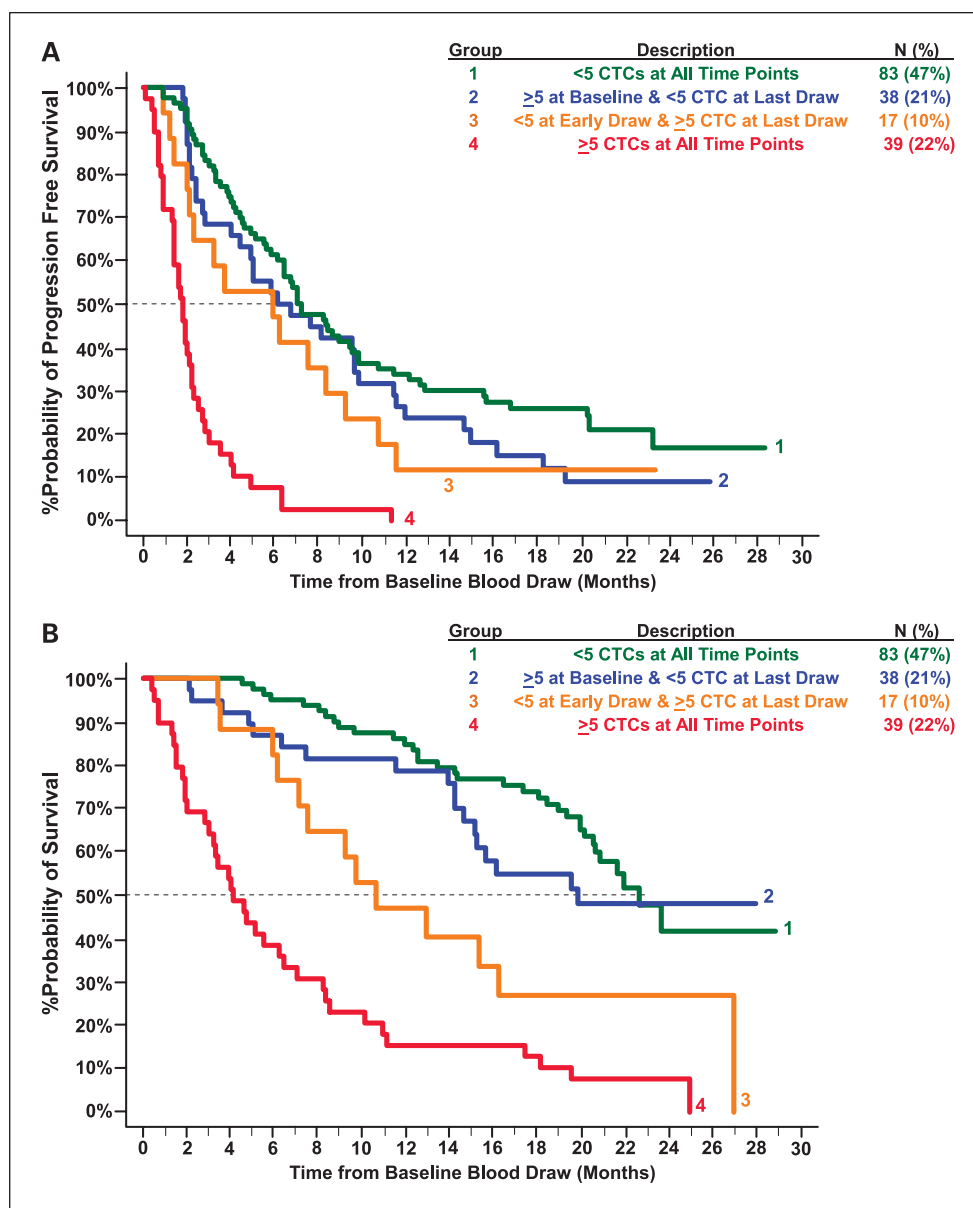 A
Group Description N (%)
1 <5 CTCs at All Time Points 83 (47%)
2 ≥5 at Baseline & <5 CTC at Last Draw 38 (21%)
3 <5 at Early Draw & ≥5 CTC at Last Draw 17 (10%)
4 ≥5 CTCs at All Time Points 39 (22%)
%Probability of Progression Free Survival
100%
90%
80%
70%
60%
50%
40%
30%
20%
10%
0%
1
2
3
4
0 2 4 6 8 10 12 14 16 18 20 22 24 26 28 30
Time from Baseline Blood Draw (Months)
B
Group Description N (%)
1 <5 CTCs at All Time Points 83 (47%)
2 ≥5 at Baseline & <5 CTC at Last Draw 38 (21%)
3 <5 at Early Draw & ≥5 CTC at Last Draw 17 (10%)
4 ≥5 CTCs at All Time Points 39 (22%)
%Probability of Survival
100%
90%
80%
70%
60%
50%
40%
30%
20%
10%
0%
2
1
4
3
0 2 4 6 8 10 12 14 16 18 20 22 24 26 28 30
Time from Baseline Blood Draw (Months)